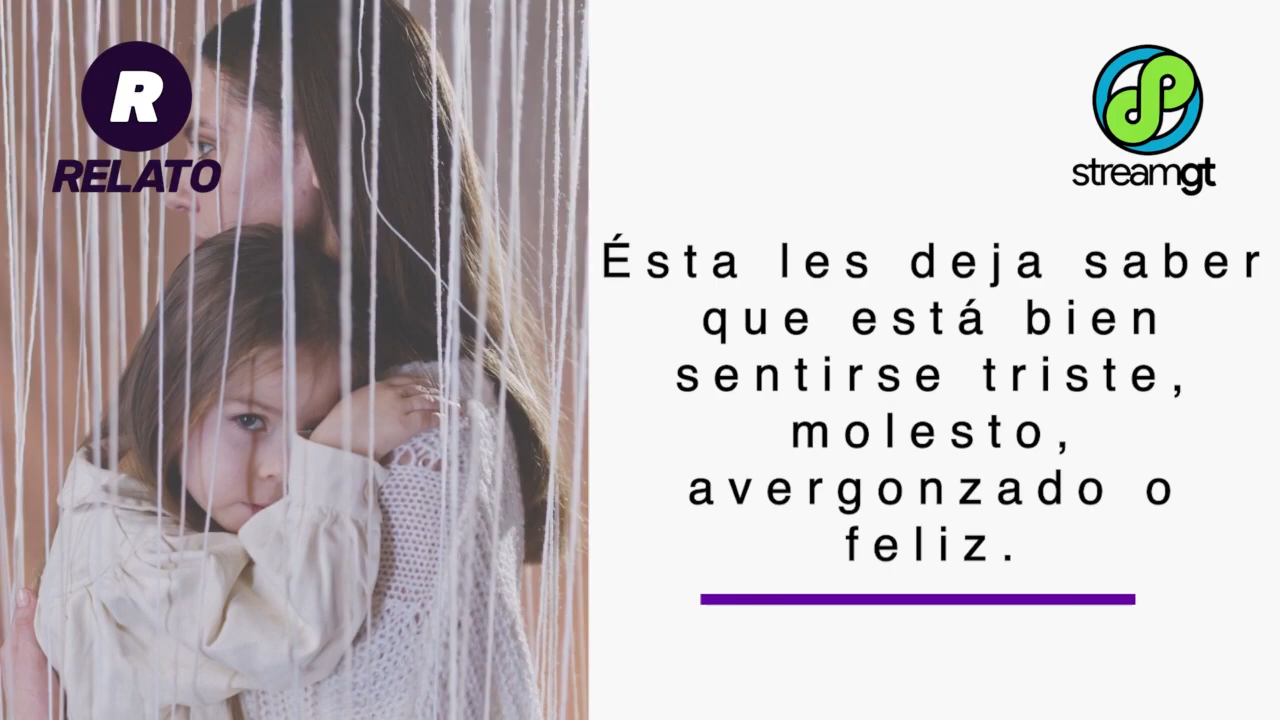 R
RELATO
streamgt
Ésta les deja saber
que está bien
sentirse triste,
molesto,
avergonzado o
feliz.